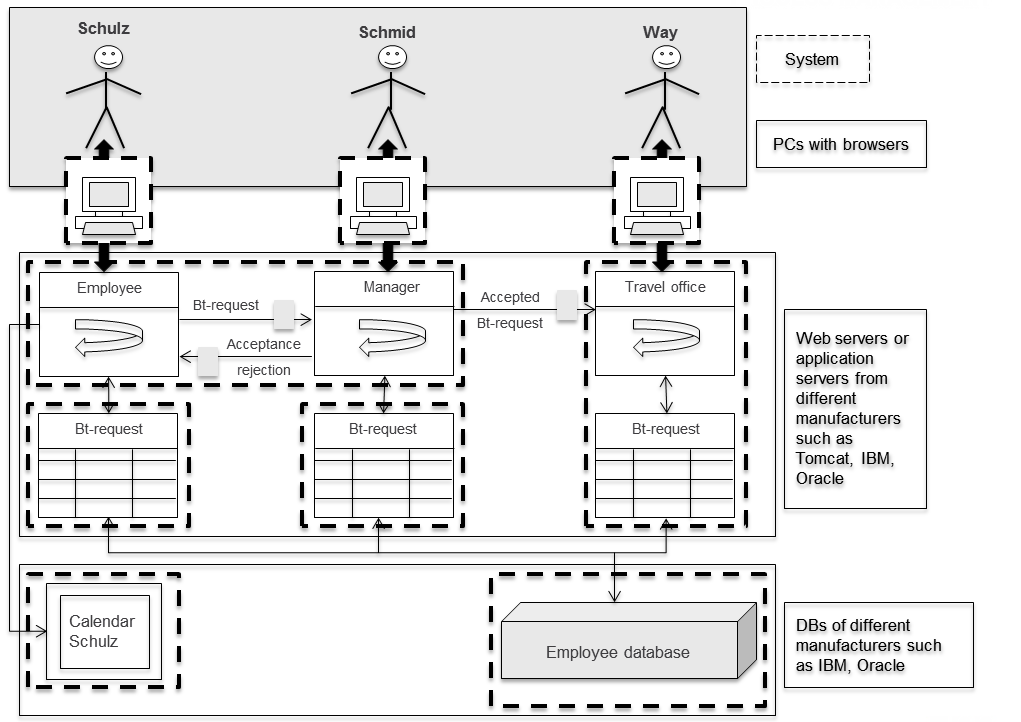 Schulz
Schmid
Way
System
PCs with browsers
Employee
Manager
Travel office
Bt-request
Acceptance
rejection
Accepted
Bt-request
Web servers or
application
servers from
different
manufacturers
such as
Tomcat, IBM,
Oracle
Bt-request
Bt-request
Bt-request
Calendar
Schulz
Employee database
DBs of different
manufacturers such
as IBM, Oracle